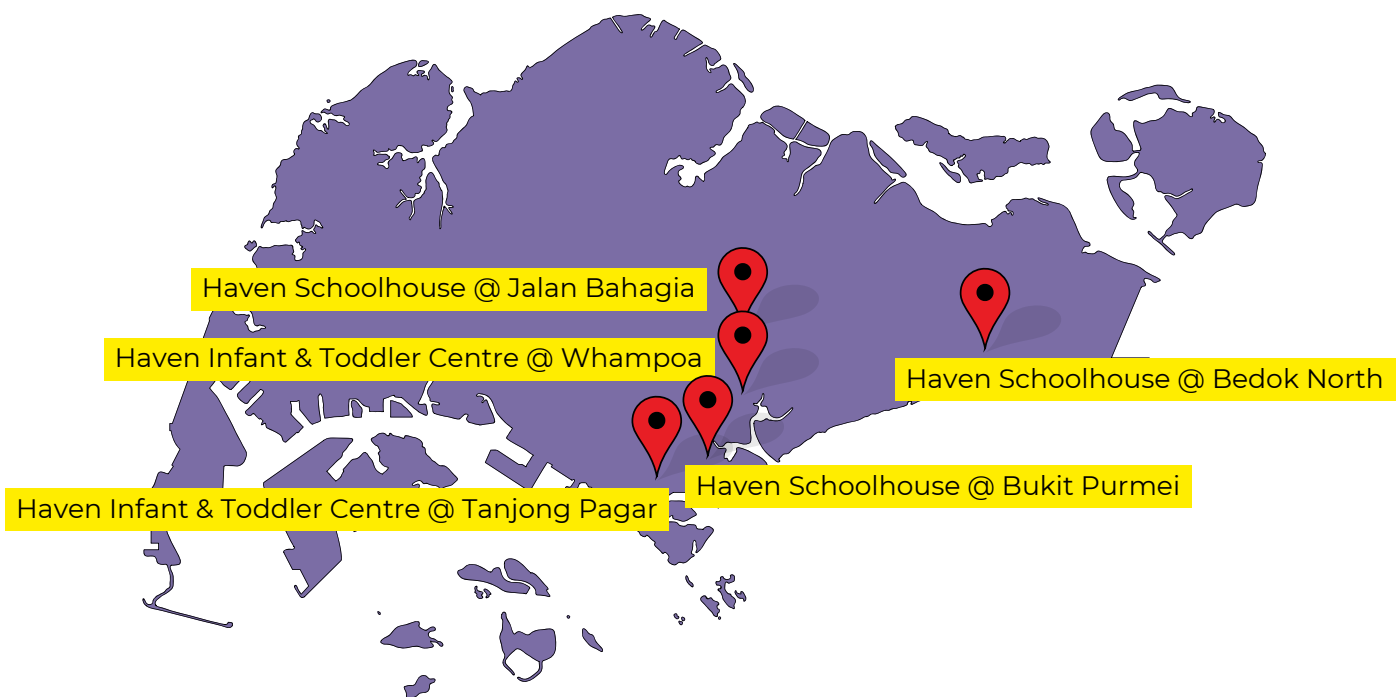 Haven Schoolhouse @ Jalan Bahagia
Haven Infant & Toddler Centre @ Whampoa
Haven Schoolhouse @ Bedok North
Haven Schoolhouse @ Bukit Purmei
Haven Infant & Toddler Centre @ Tanjong Pagar